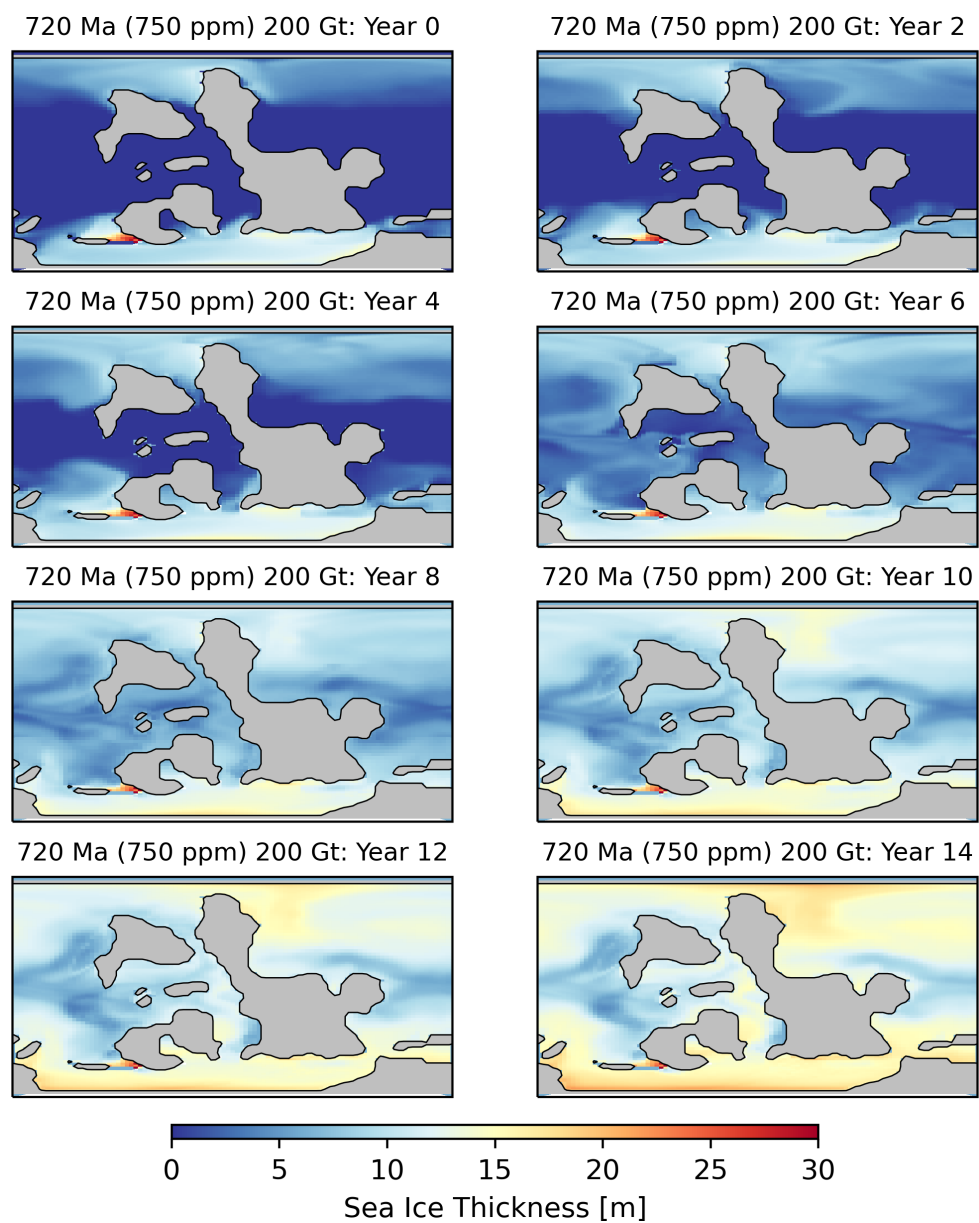 720 Ma (750 ppm) 200 Gt: Year 0
720 Ma (750 ppm) 200 Gt: Year 2
720 Ma (750 ppm) 200 Gt: Year 4
720 Ma (750 ppm) 200 Gt: Year 6
720 Ma (750 ppm) 200 Gt: Year 8
720 Ma (750 ppm) 200 Gt: Year 10
720 Ma (750 ppm) 200 Gt: Year 12
720 Ma (750 ppm) 200 Gt: Year 14
0 5 10 15 20 25 30
Sea Ice Thickness [m]